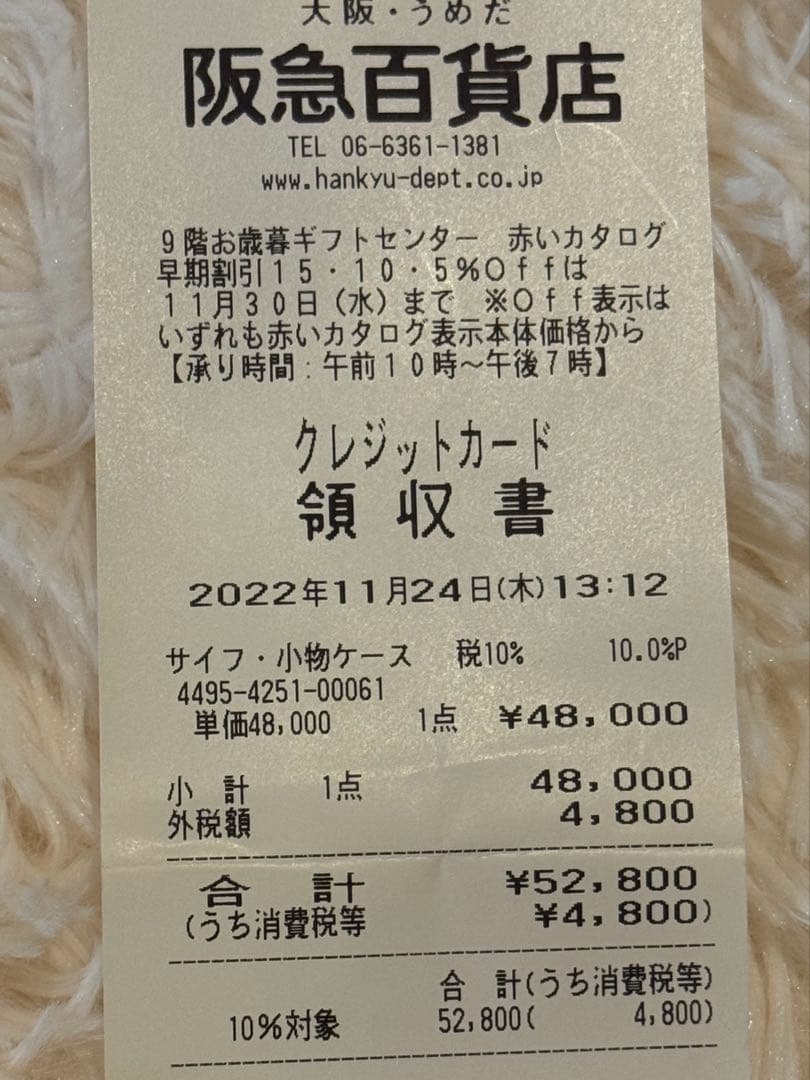 大阪・うめだ
阪急百貨店
TEL 06-6361-1381
www.hankyu-dept.co.jp
9階お歳暮ギフトセンター 赤いカタログ
早期割引15・10・5%Offは
11月30日(水)まで ※Off表示は
いずれも赤いカタログ表示本体価格から
【承り時間:午前10時~午後7時】
クレジットカード
領収書
2022年11月24日(木)13:12
サイフ・小物ケース 税10% 10.0%P
4495-4251-00061
単価48,000 1点 ¥48,000
小 計 1点 48,000
外税額 4,800
合 計 ¥52,800
(うち消費税等 ¥4,800)
合 計(うち消費税等)
10%対象 52,800( 4,800)